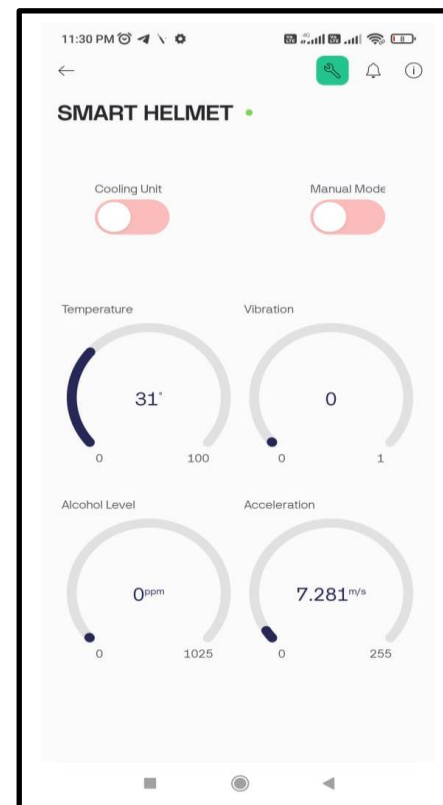 11:30 PM
SMART HELMET
Cooling Unit
Manual Mode
Temperature
Vibration
31°
0
0
100
0
1
Alcohol Level
Acceleration
0ppm
7.281m/s
0
1025
0
255